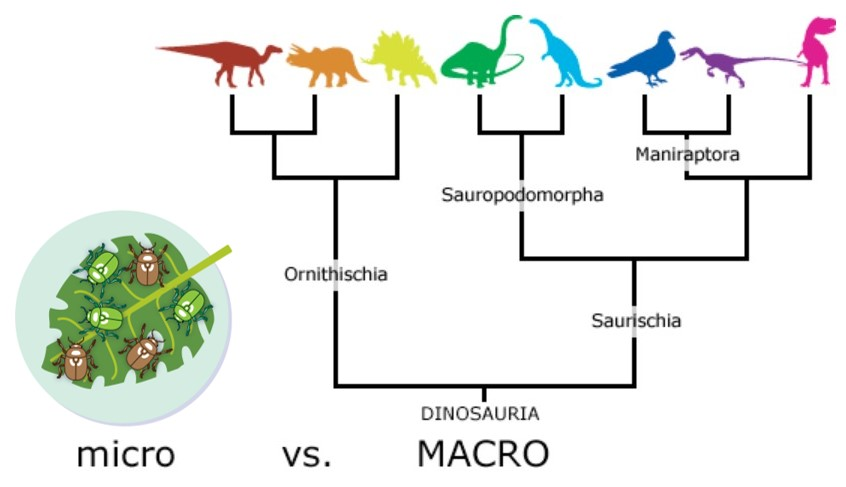 Maniraptora
Sauropodomorpha
Ornithischia
Saurischia
DINOSAURIA
micro vs. MACRO